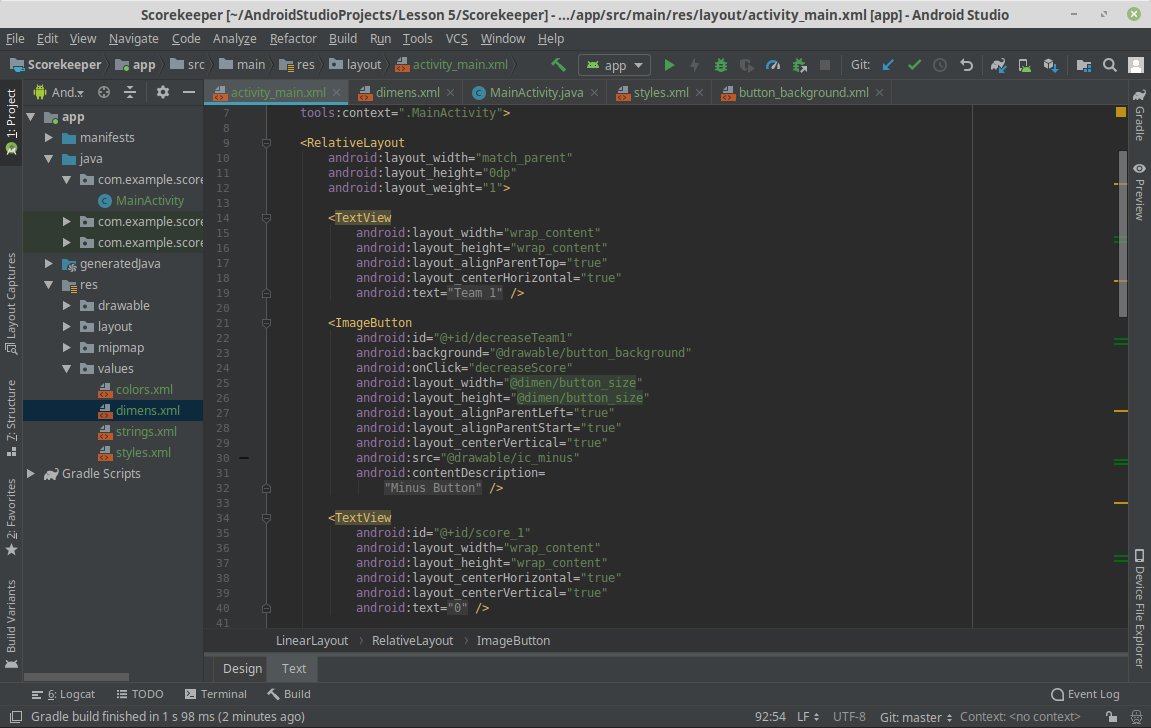 Scorekeeper [~/AndroidStudioProjects/Lesson 5/Scorekeeper] - .../app/src/main/res/layout/activity_main.xml [app] - Android Studio
File Edit View Navigate Code Analyze Refactor Build Run Tools VCS Window Help
Scorekeeper app src main res layout activity_main.xml app Git:
1: Project
Layout Captures
7: Structure
2: Favorites
Build Variants
And..
app
manifests
java
com.example.score
MainActivity
com.example.score
com.example.score
generatedJava
res
drawable
layout
mipmap
values
colors.xml
dimens.xml
strings.xml
styles.xml
Gradle Scripts
activity_main.xml dimens.xml MainActivity.java styles.xml button_background.xml
7 tools:context=".MainActivity">
8
9 <RelativeLayout
10 android:layout_width="match_parent"
11 android:layout_height="0dp"
12 android:layout_weight="1">
13
14 <TextView
15 android:layout_width="wrap_content"
16 android:layout_height="wrap_content"
17 android:layout_alignParentTop="true"
18 android:layout_centerHorizontal="true"
19 android:text="Team 1" />
20
21 <ImageButton
22 android:id="@+id/decreaseTeam1"
23 android:background="@drawable/button_background"
24 android:onClick="decreaseScore"
25 android:layout_width="@dimen/button_size"
26 android:layout_height="@dimen/button_size"
27 android:layout_alignParentLeft="true"
28 android:layout_alignParentStart="true"
29 android:layout_centerVertical="true"
30 android:src="@drawable/ic_minus"
31 android:contentDescription=
32 "Minus Button" />
33
34 <TextView
35 android:id="@+id/score_1"
36 android:layout_width="wrap_content"
37 android:layout_height="wrap_content"
38 android:layout_centerHorizontal="true"
39 android:layout_centerVertical="true"
40 android:text="0" />
41
LinearLayout RelativeLayout ImageButton
Design Text
Gradle
Preview
Device File Explorer
6: Logcat TODO Terminal Build Event Log
Gradle build finished in 1 s 98 ms (2 minutes ago) 92:54 LF UTF-8 Git: master Context: <no context>